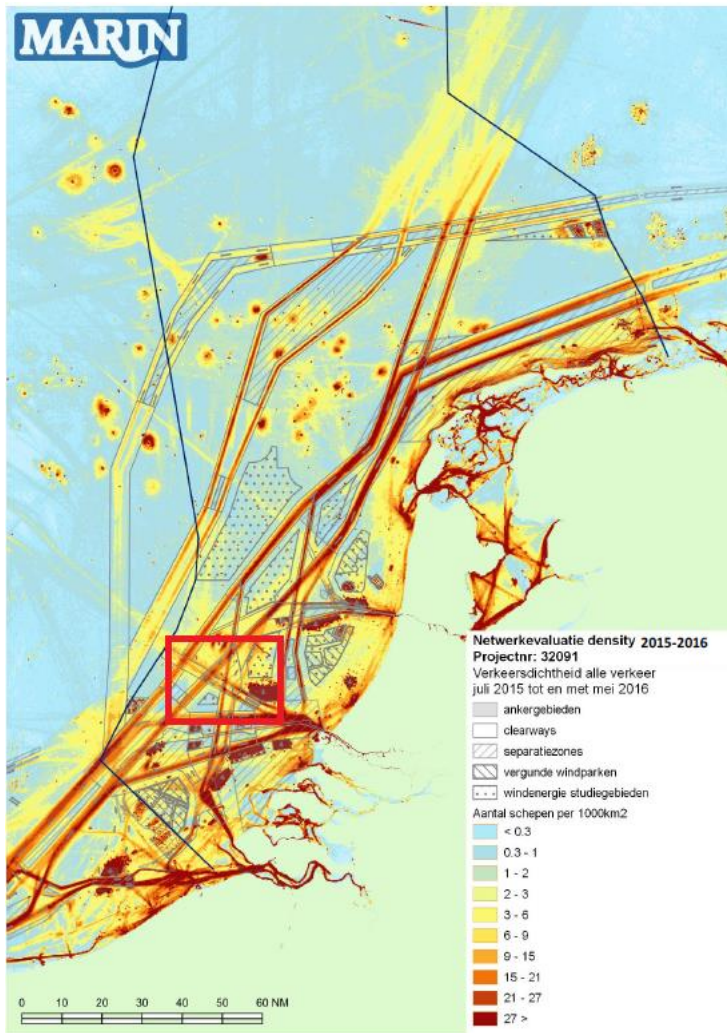 MARIN
Netwerkevaluatie density 2015-2016
Projectnr: 32091
Verkeersdichtheid alle verkeer
juli 2015 tot en met mei 2016
ankergebieden
clearways
separatiezones
vergunde windparken
windenergie studiegebieden
Aantal schepen per 1000km2
< 0.3
0.3 - 1
1 - 2
2 - 3
3 - 6
6 - 9
9 - 15
15 - 21
21 - 27
27 >
0 10 20 30 40 50 60 NM